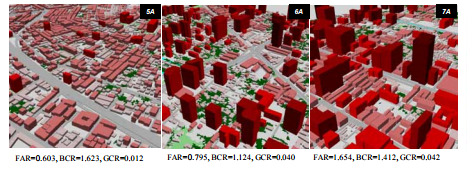 5A
6A
7A
FAR=0.603, BCR=1.623, GCR=0.012
FAR=0.795, BCR=1.124, GCR=0.040
FAR=1.654, BCR=1.412, GCR=0.042